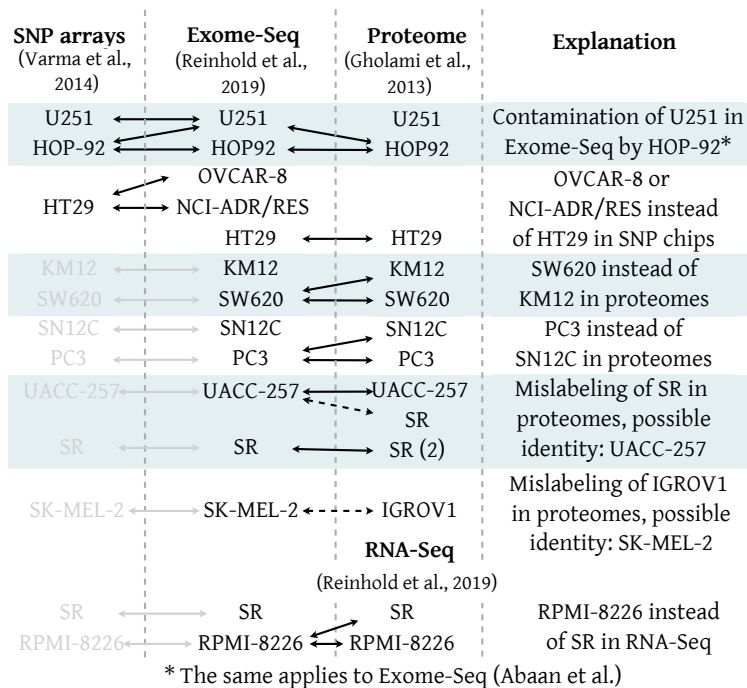 SNP arrays Exome-Seq Proteome Explanation
(Varma et al., (Reinhold et al., (Gholami et al.,
2014) 2019) 2013)
U251 U251 U251 Contamination of U251 in
HOP-92 HOP92 HOP92 Exome-Seq by HOP-92*
OVCAR-8 OVCAR-8 or
HT29 NCI-ADR/RES NCI-ADR/RES instead
HT29 HT29 of HT29 in SNP chips
KM12 KM12 KM12 SW620 instead of
SW620 SW620 SW620 KM12 in proteomes
SN12C SN12C SN12C PC3 instead of
PC3 PC3 PC3 SN12C in proteomes
UACC-257 UACC-257 UACC-257 Mislabeling of SR in
SR proteomes, possible
SR SR SR (2) identity: UACC-257
Mislabeling of IGROV1
SK-MEL-2 SK-MEL-2 IGROV1 in proteomes, possible
identity: SK-MEL-2
RNA-Seq
(Reinhold et al., 2019)
SR SR SR RPMI-8226 instead
RPMI-8226 RPMI-8226 RPMI-8226 of SR in RNA-Seq
* The same applies to Exome-Seq (Abaan et al.)